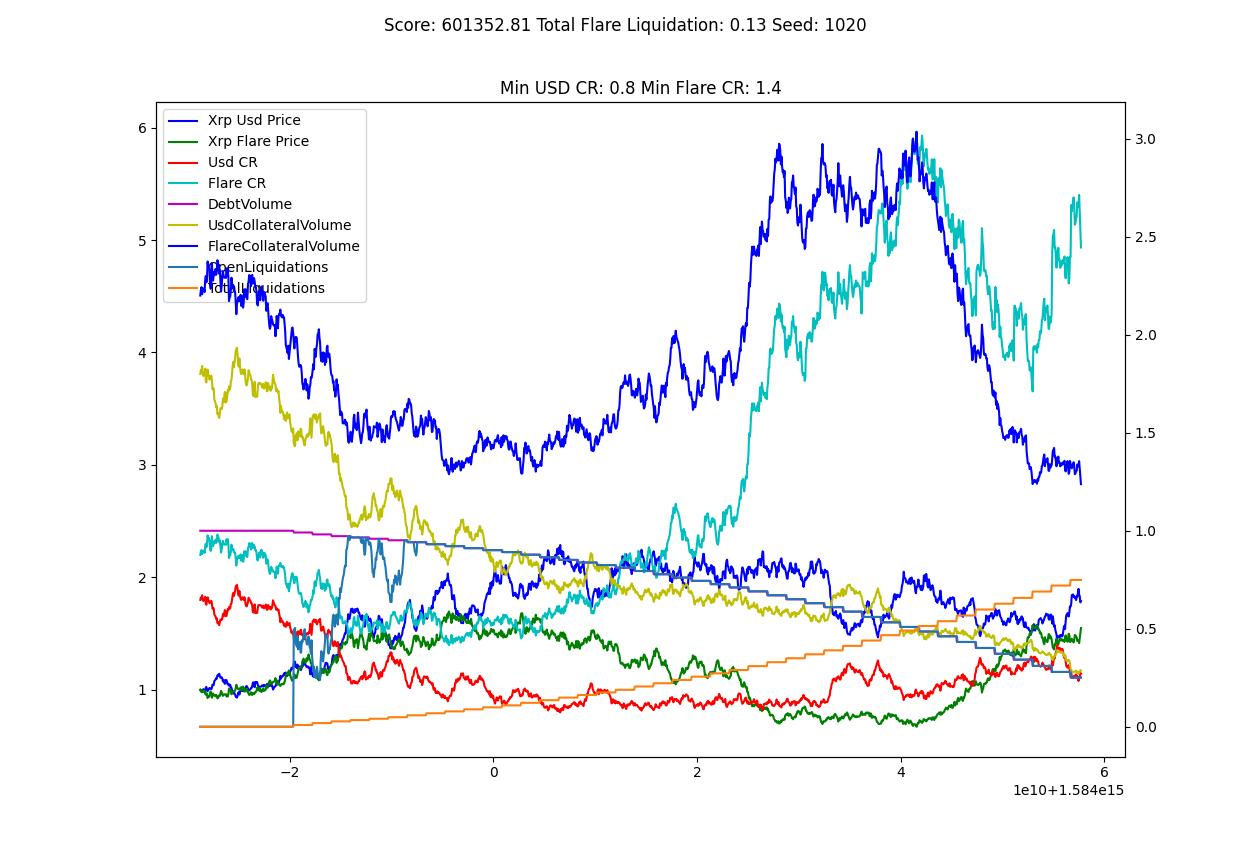 Score: 601352.81 Total Flare Liquidation: 0.13 Seed: 1020
Min USD CR: 0.8 Min Flare CR: 1.4
Xrp Usd Price
Xrp Flare Price
Usd CR
Flare CR
DebtVolume
UsdCollateralVolume
FlareCollateralVolume
OpenLiquidations
TotalLiquidations
6
5
4
3
2
1
3.0
2.5
2.0
1.5
1.0
0.5
0.0
−2
0
2
4
6
1e10+1.584e15